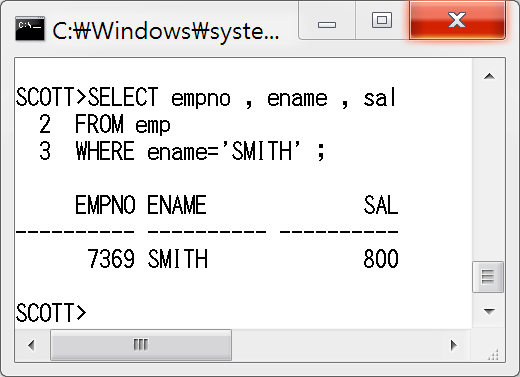 C:₩Windows₩syste...
SCOTT>SELECT empno , ename , sal
  2  FROM emp
  3  WHERE ename='SMITH' ;
     EMPNO ENAME             SAL
---------- ---------- ----------
      7369 SMITH             800
SCOTT>